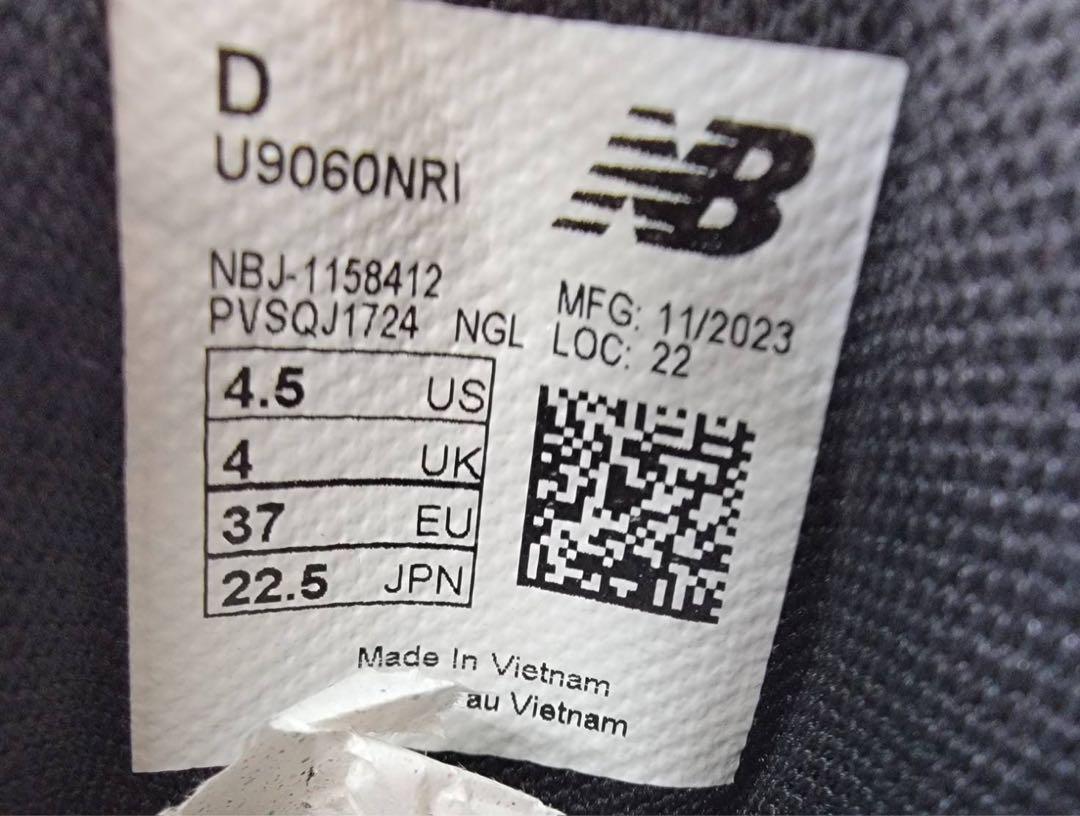 D
U9060NRI
NB
NBJ-1158412
PVSQJ1724 NGL
MFG: 11/2023
LOC: 22
4.5 US
4 UK
37 EU
22.5 JPN
Made In Vietnam
au Vietnam